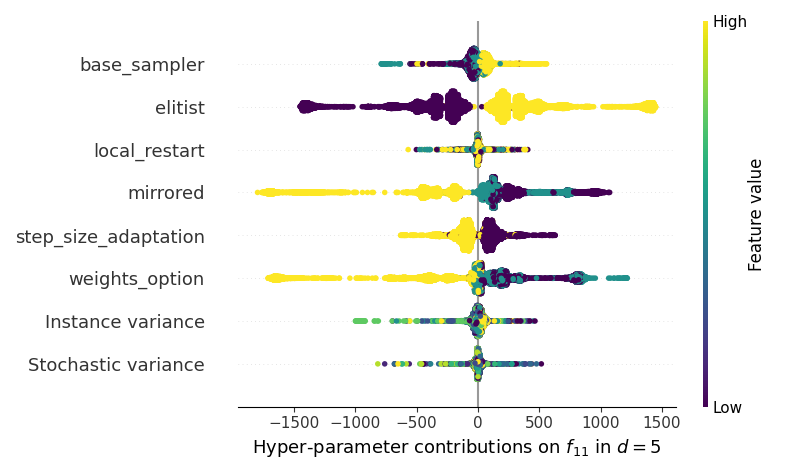 High
base_sampler
elitist
local_restart
mirrored
step_size_adaptation
weights_option
Instance variance
Stochastic variance
Feature value
Low
−1500 −1000 −500 0 500 1000 1500
Hyper-parameter contributions on f₁₁ in d = 5